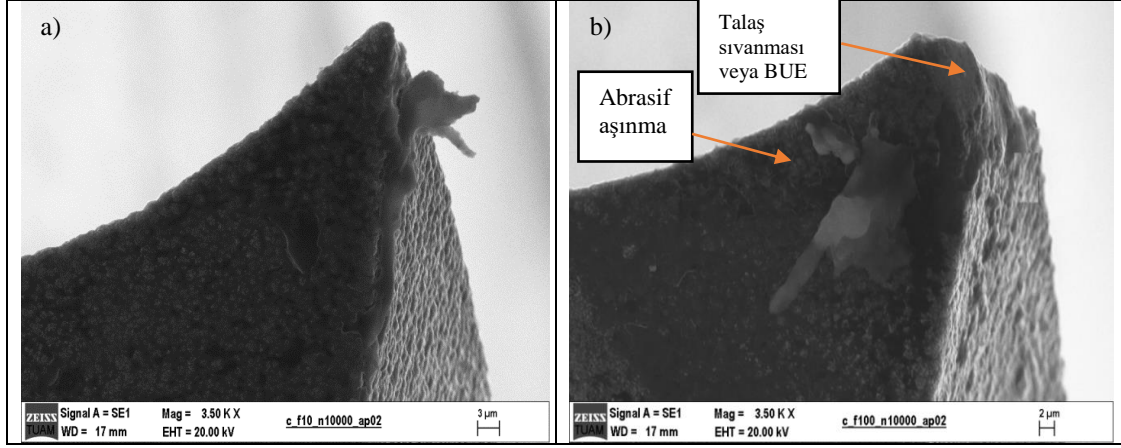 a)
b)
Talaş
sıvanması
veya BUE
Abrasif
aşınma
ZEISS
TUAM
Signal A = SE1
WD = 17 mm
Mag = 3.50 K X
EHT = 20.00 kV
c_f10_n10000_ap02
3 µm
ZEISS
TUAM
Signal A = SE1
WD = 17 mm
Mag = 3.50 K X
EHT = 20.00 kV
c_f100_n10000_ap02
2 µm